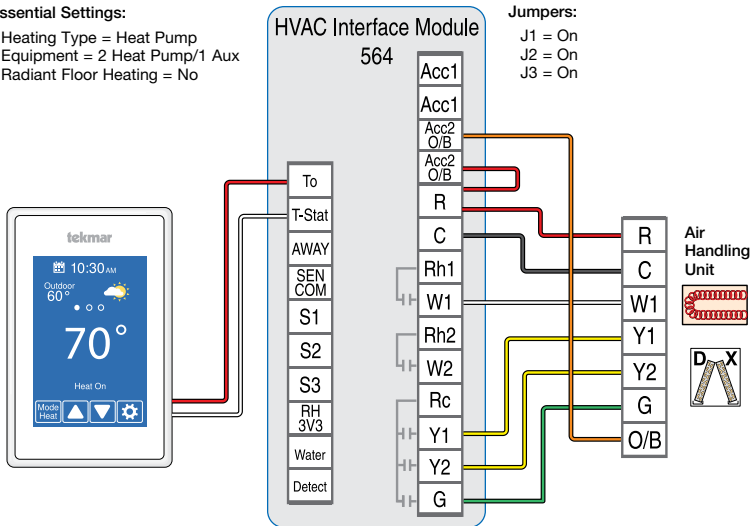 ssential Settings:
Heating Type = Heat Pump
Equipment = 2 Heat Pump/1 Aux
Radiant Floor Heating = No
HVAC Interface Module
564
Jumpers:
J1 = On
J2 = On
J3 = On
Acc1
Acc1
Acc2
O/B
Acc2
O/B
R
C
Rh1
W1
Rh2
W2
Rc
Y1
Y2
G
To
T-Stat
AWAY
SEN
COM
S1
S2
S3
RH
3V3
Water
Detect
tekmar
10:30 AM
Outdoor
60°
70°
Heat On
Mode
Heat
R
C
W1
Y1
Y2
G
O/B
Air
Handling
Unit
D X